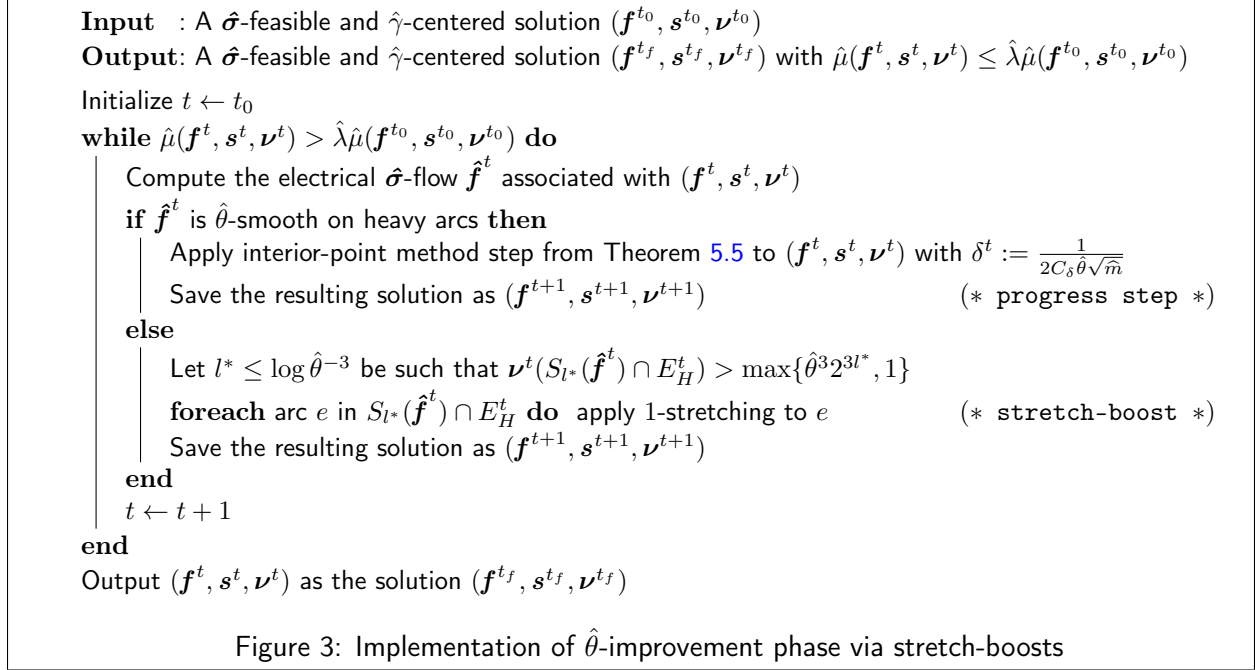 Input : A σ̂-feasible and γ̂-centered solution (f^{t_0}, s^{t_0}, ν^{t_0})
Output: A σ̂-feasible and γ̂-centered solution (f^{t_f}, s^{t_f}, ν^{t_f}) with μ̂(f^t, s^t, ν^t) ≤ λ̂μ̂(f^{t_0}, s^{t_0}, ν^{t_0})
Initialize t ← t_0
while μ̂(f^t, s^t, ν^t) > λ̂μ̂(f^{t_0}, s^{t_0}, ν^{t_0}) do
Compute the electrical σ̂-flow f̂^t associated with (f^t, s^t, ν^t)
if f̂^t is θ̂-smooth on heavy arcs then
Apply interior-point method step from Theorem 5.5 to (f^t, s^t, ν^t) with δ^t := \frac{1}{2C_δ θ̂ \sqrt{m̂}}
Save the resulting solution as (f^{t+1}, s^{t+1}, ν^{t+1}) (∗ progress step ∗)
else
Let l* ≤ log θ̂^{−3} be such that ν^t(S_{l*}(f̂^t) ∩ E_H^t) > max{θ̂^3 2^{3l*}, 1}
foreach arc e in S_{l*}(f̂^t) ∩ E_H^t do apply 1-stretching to e (∗ stretch-boost ∗)
Save the resulting solution as (f^{t+1}, s^{t+1}, ν^{t+1})
end
t ← t + 1
end
Output (f^t, s^t, ν^t) as the solution (f^{t_f}, s^{t_f}, ν^{t_f})
Figure 3: Implementation of θ̂-improvement phase via stretch-boosts